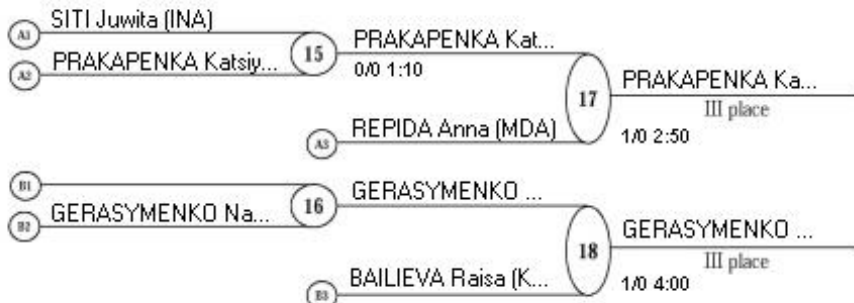 A1 SITI Juwita (INA)
A2 PRAKAPENKA Katsiy...
15
PRAKAPENKA Kat...
0/0 1:10
A3 REPIDA Anna (MDA)
17
PRAKAPENKA Ka...
III place
1/0 2:50
B1
B2 GERASYMENKO Na...
16
GERASYMENKO ...
B3 BAILIEVA Raisa (K...
18
GERASYMENKO ...
III place
1/0 4:00